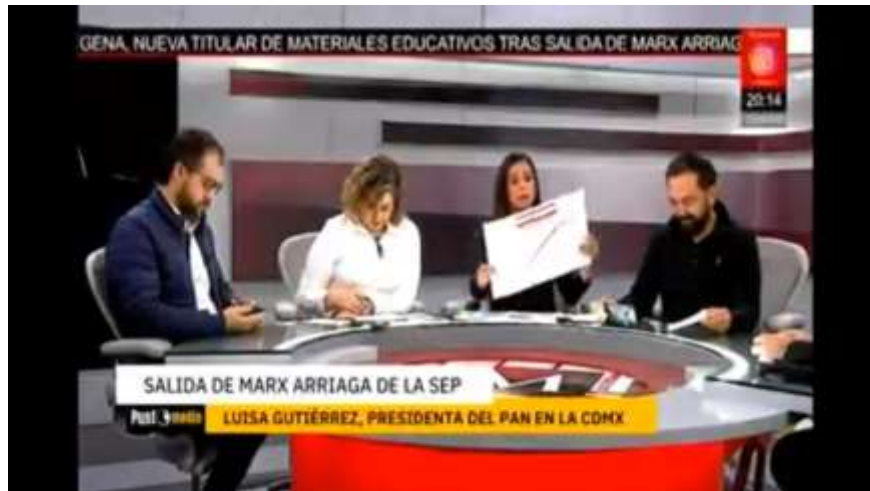 GENA, NUEVA TITULAR DE MATERIALES EDUCATIVOS TRAS SALIDA DE MARX ARRIAG
20:14
SALIDA DE MARX ARRIAGA DE LA SEP
LUISA GUTIÉRREZ, PRESIDENTA DEL PAN EN LA CDMX